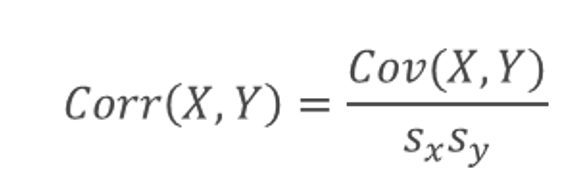 Corr(X, Y) = Cov(X, Y) / s_x s_y